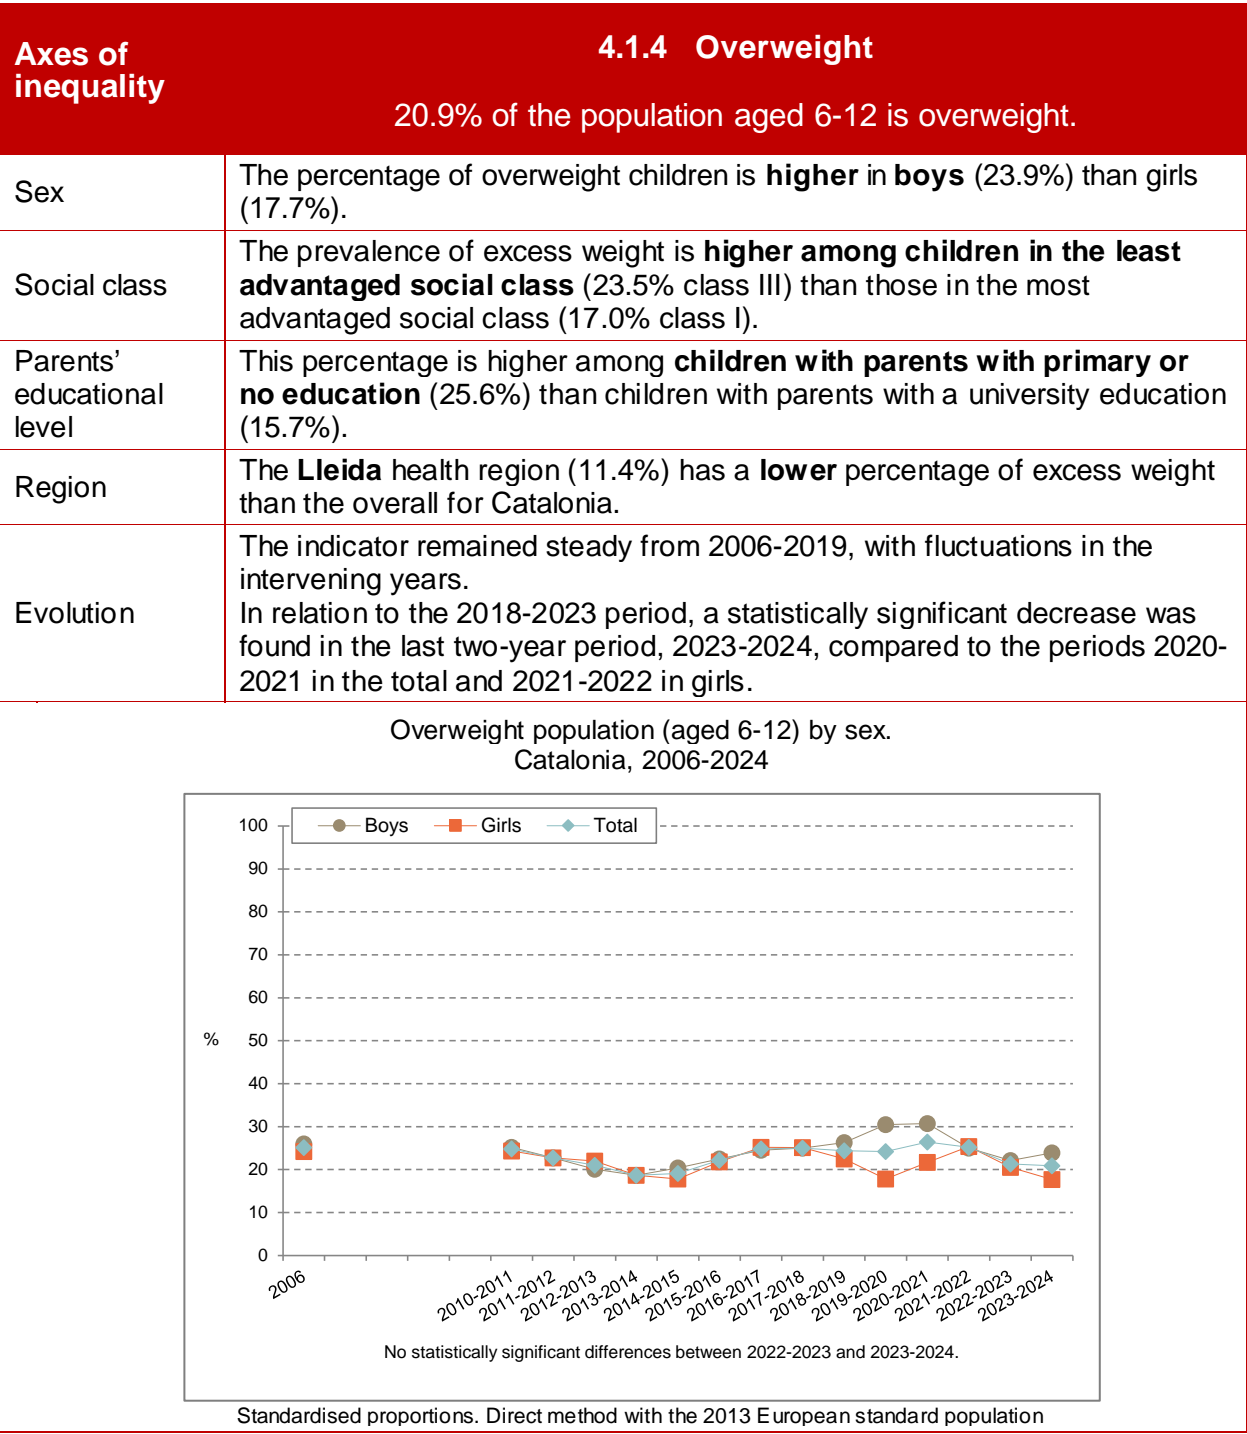 Axes of
inequality
4.1.4 Overweight
20.9% of the population aged 6-12 is overweight.
Sex
The percentage of overweight children is higher in boys (23.9%) than girls
(17.7%).
Social class
The prevalence of excess weight is higher among children in the least
advantaged social class (23.5% class III) than those in the most
advantaged social class (17.0% class I).
Parents’
educational
level
This percentage is higher among children with parents with primary or
no education (25.6%) than children with parents with a university education
(15.7%).
Region
The Lleida health region (11.4%) has a lower percentage of excess weight
than the overall for Catalonia.
Evolution
The indicator remained steady from 2006-2019, with fluctuations in the
intervening years.
In relation to the 2018-2023 period, a statistically significant decrease was
found in the last two-year period, 2023-2024, compared to the periods 2020-
2021 in the total and 2021-2022 in girls.
Overweight population (aged 6-12) by sex.
Catalonia, 2006-2024
Boys Girls Total
100
90
80
70
60
50
40
30
20
10
0
%
2006
2010-2011
2011-2012
2012-2013
2013-2014
2014-2015
2015-2016
2016-2017
2017-2018
2018-2019
2019-2020
2020-2021
2021-2022
2022-2023
2023-2024
No statistically significant differences between 2022-2023 and 2023-2024.
Standardised proportions. Direct method with the 2013 European standard population